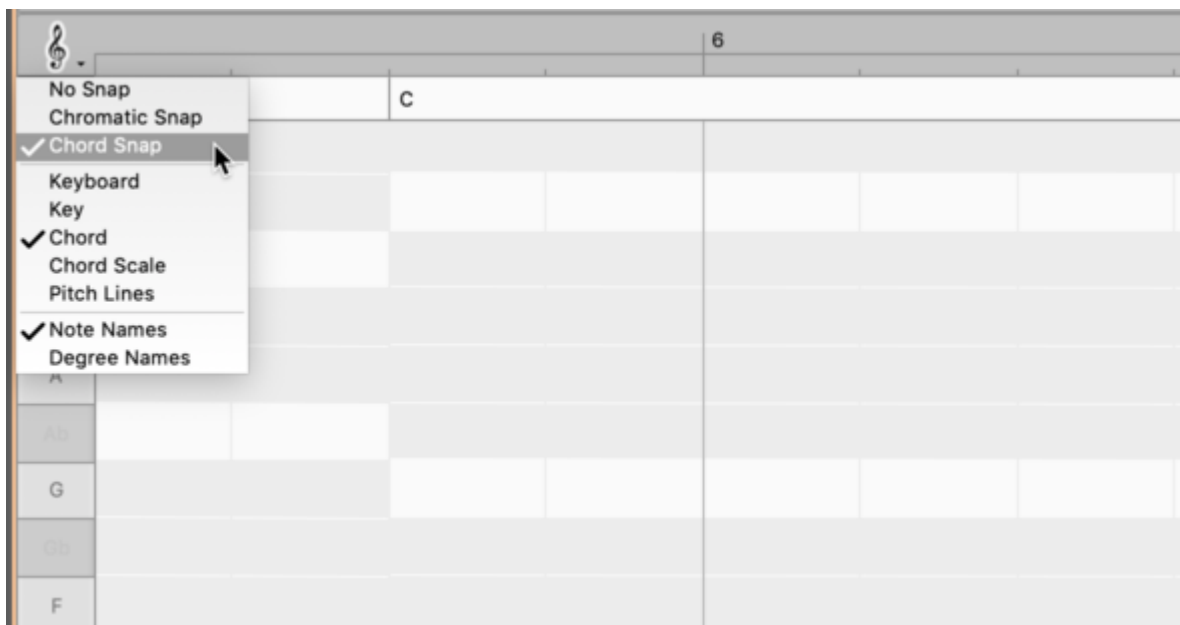 6
C
No Snap
Chromatic Snap
Chord Snap
Keyboard
Key
Chord
Chord Scale
Pitch Lines
Note Names
Degree Names
A
Ab
G
Gb
F